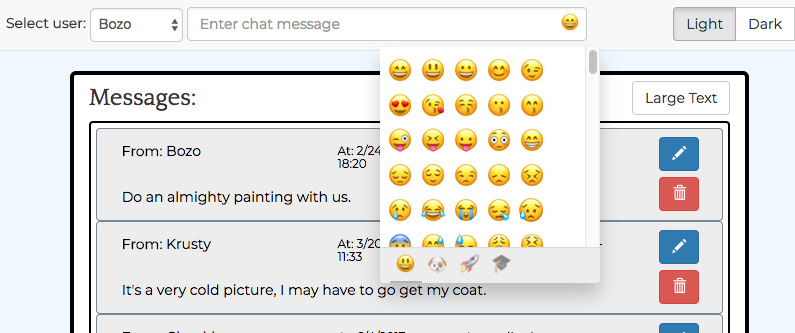 Select user: Bozo Enter chat message Light Dark
Messages: Large Text
From: Bozo At: 2/24
18:20
Do an almighty painting with us.
From: Krusty At: 3/20
11:33
It's a very cold picture, I may have to go get my coat.